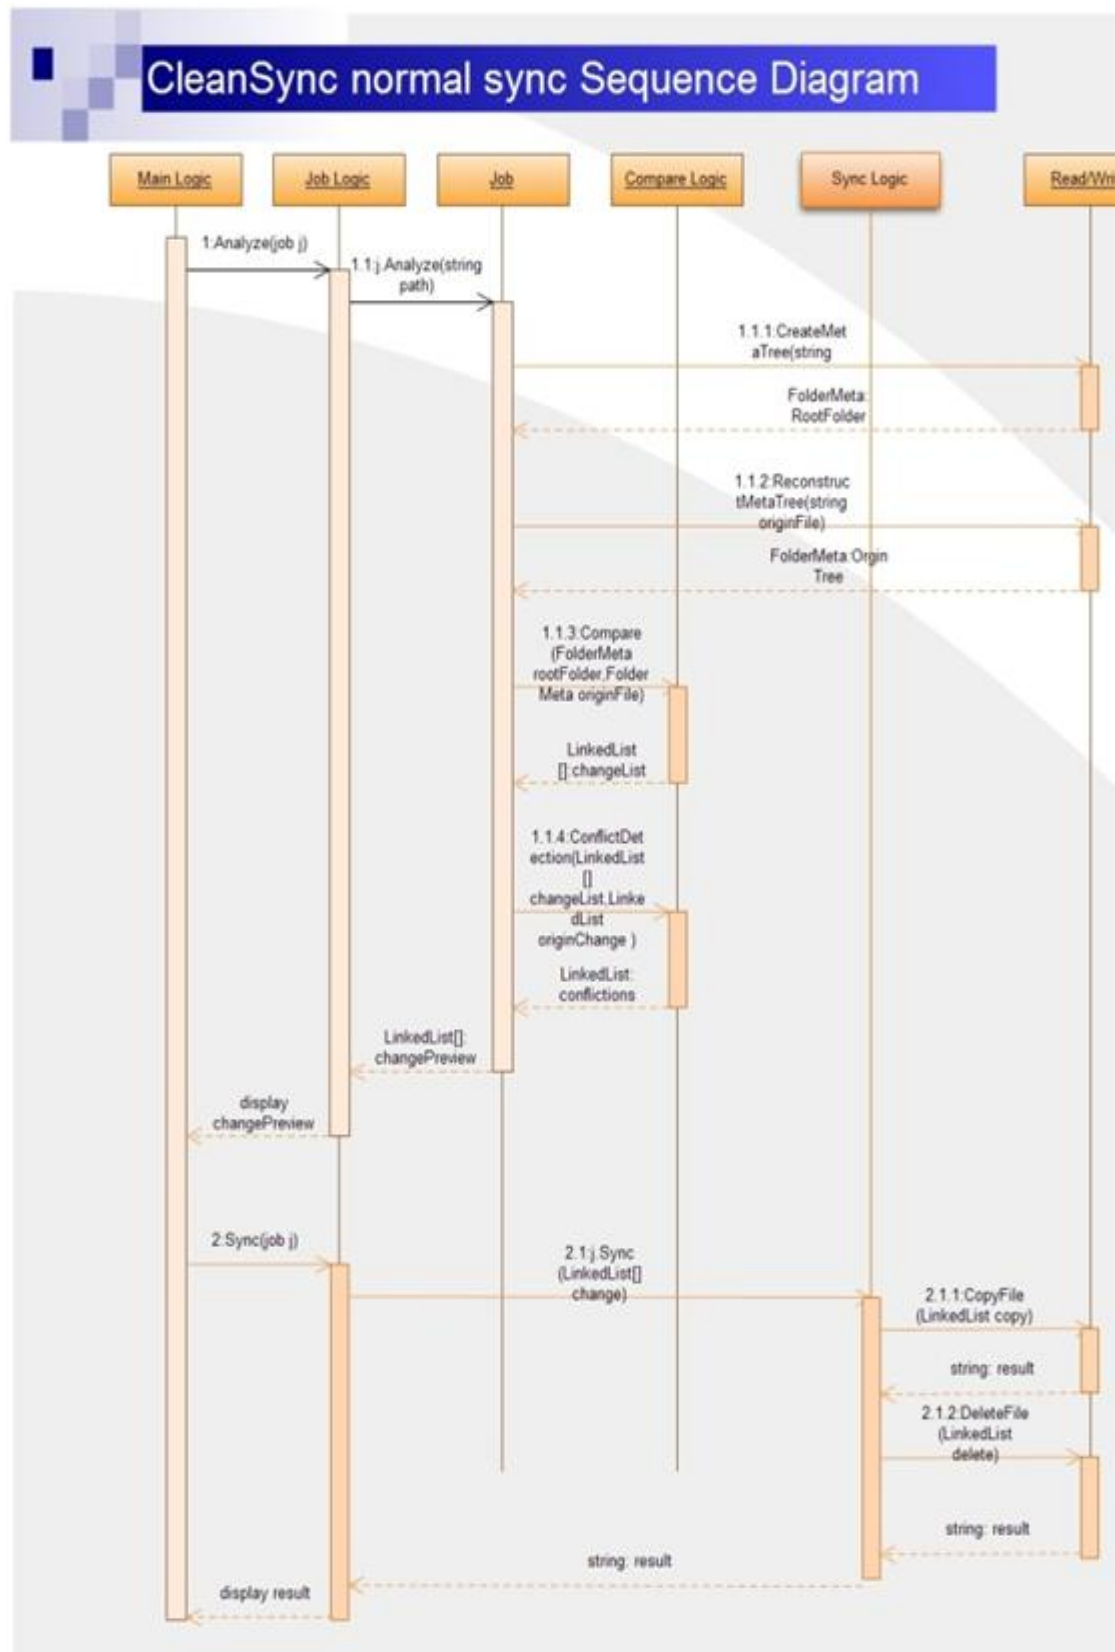 CleanSync normal sync Sequence Diagram
Main Logic
Job Logic
Job
Compare Logic
Sync Logic
Read/Writ
1:Analyze(job j)
1.1:j.Analyze(string
path)
1.1.1:CreateMet
aTree(string
FolderMeta:
RootFolder
1.1.2:Reconstruc
tMetaTree(string
originFile)
FolderMeta:Orgin
Tree
1.1.3:Compare
(FolderMeta
rootFolder,Folder
Meta originFile)
LinkedList
[]:changeList
1.1.4:ConflictDet
ection(LinkedList
[]
changeList,Linke
dList
originChange )
LinkedList:
conflictions
LinkedList[]:
changePreview
display
changePreview
2:Sync(job j)
2.1:j.Sync
(LinkedList[]
change)
2.1.1:CopyFile
(LinkedList copy)
string: result
2.1.2:DeleteFile
(LinkedList
delete)
string: result
string: result
display result